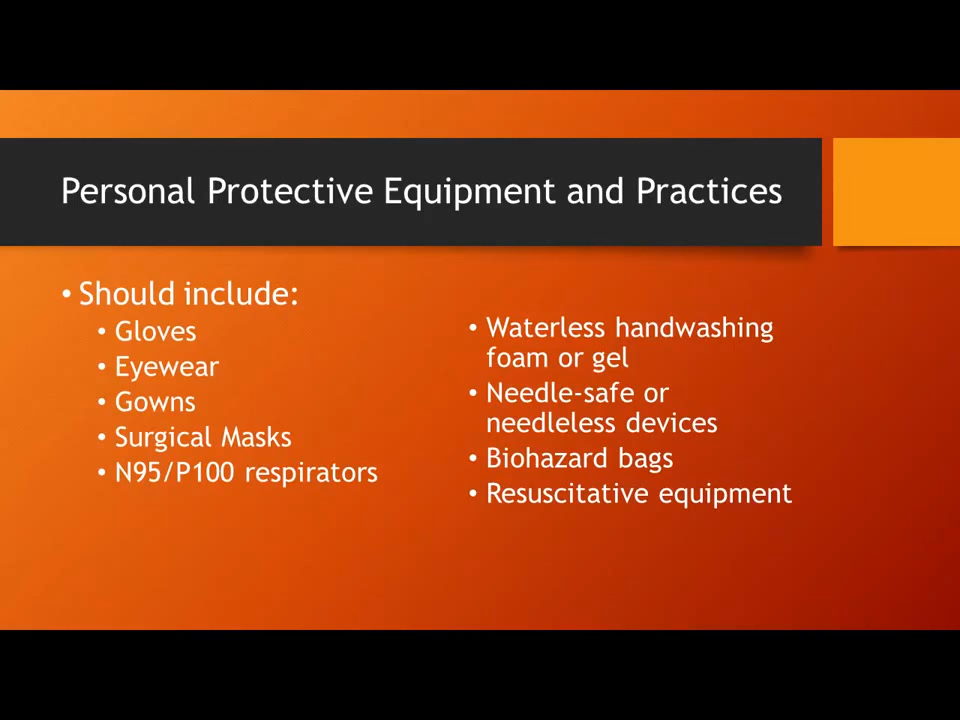 Personal Protective Equipment and Practices
• Should include:
• Gloves
• Eyewear
• Gowns
• Surgical Masks
• N95/P100 respirators
• Waterless handwashing
foam or gel
• Needle-safe or
needleless devices
• Biohazard bags
• Resuscitative equipment